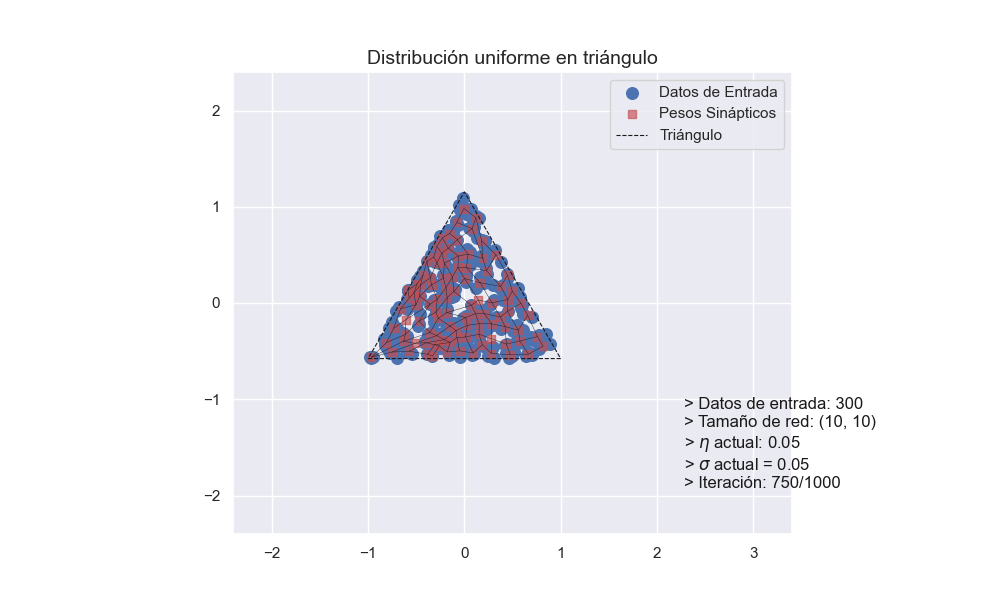 Distribución uniforme en triángulo
Datos de Entrada
Pesos Sinápticos
Triángulo
2
1
0
−1
−2
> Datos de entrada: 300
> Tamaño de red: (10, 10)
> η actual: 0.05
> σ actual = 0.05
> Iteración: 750/1000
−2
−1
0
1
2
3